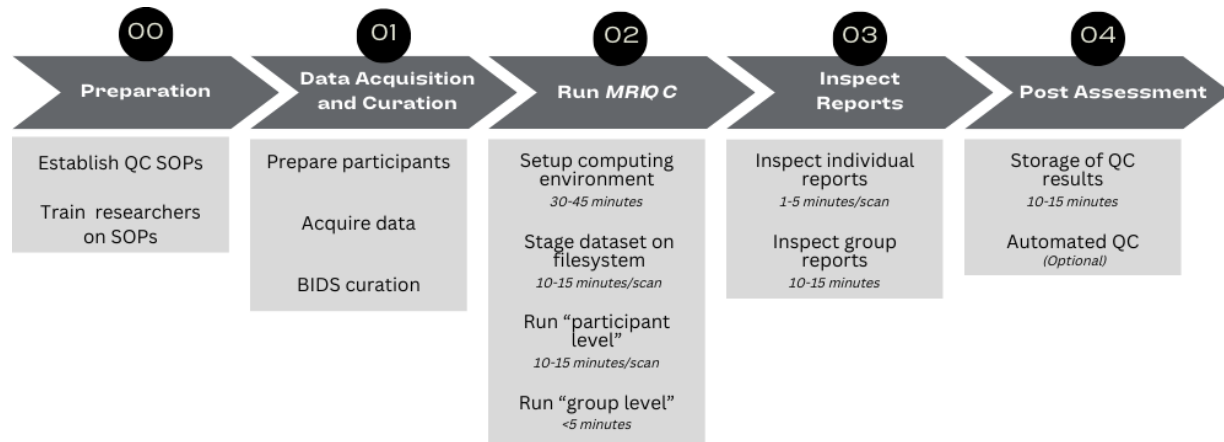 00
Preparation
Establish QC SOPs
Train researchers
on SOPs
01
Data Acquisition
and Curation
Prepare participants
Acquire data
BIDS curation
02
Run MRIQC
Setup computing
environment
30-45 minutes
Stage dataset on
filesystem
10-15 minutes/scan
Run “participant
level”
10-15 minutes/scan
Run “group level”
<5 minutes
03
Inspect
Reports
Inspect individual
reports
1-5 minutes/scan
Inspect group
reports
10-15 minutes
04
Post Assessment
Storage of QC
results
10-15 minutes
Automated QC
(Optional)